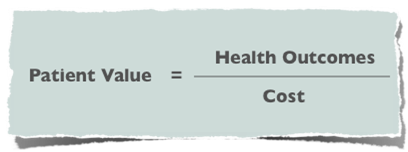 Health Outcomes
Patient Value =
Cost